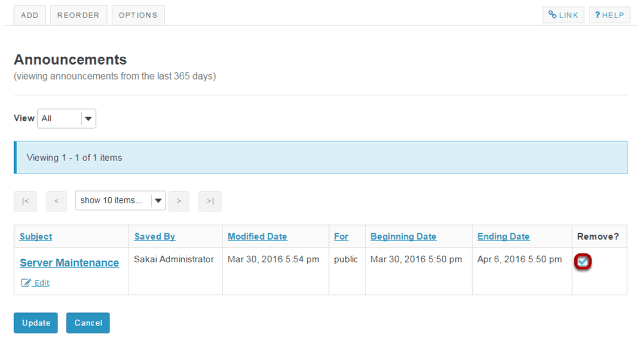 ADD REORDER OPTIONS LINK ? HELP
Announcements
(viewing announcements from the last 365 days)
View All
Viewing 1 - 1 of 1 items
|< < show 10 items... > >|
Subject Saved By Modified Date For Beginning Date Ending Date Remove?
Server Maintenance Sakai Administrator Mar 30, 2016 5:54 pm public Mar 30, 2016 5:50 pm Apr 6, 2016 5:50 pm
Edit
Update Cancel